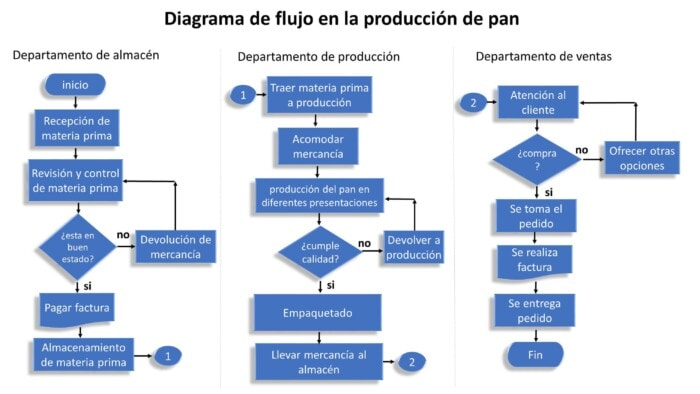 Diagrama de flujo en la producción de pan
Departamento de almacén
inicio
Recepción de
materia prima
Revisión y control
de materia prima
¿esta en
buen
estado?
no
Devolución de
mercancía
si
Pagar factura
Almacenamiento
de materia prima
1
Departamento de producción
1
Traer materia prima
a producción
Acomodar
mercancía
producción del pan en
diferentes presentaciones
¿cumple
calidad?
no
Devolver a
producción
si
Empaquetado
Llevar mercancía al
almacén
2
Departamento de ventas
2
Atención al
cliente
¿compra
?
no
Ofrecer otras
opciones
si
Se toma el
pedido
Se realiza
factura
Se entrega
pedido
Fin